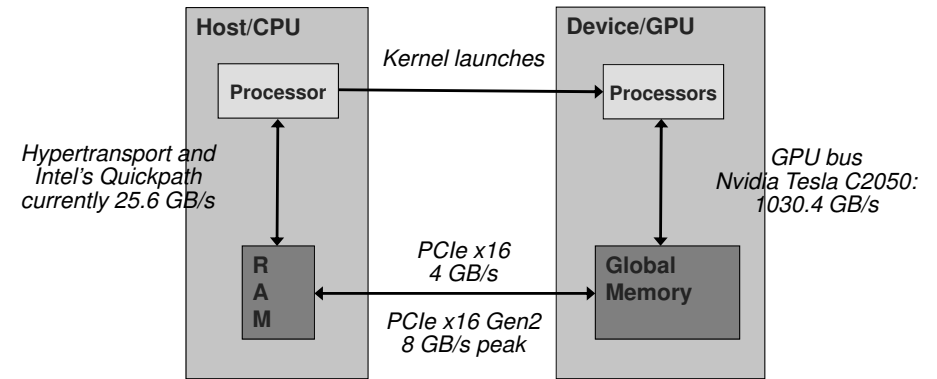 Host/CPU
Device/GPU
Kernel launches
Processor
Processors
Hypertransport and
Intel's Quickpath
currently 25.6 GB/s
GPU bus
Nvidia Tesla C2050:
1030.4 GB/s
R
A
M
PCIe x16
4 GB/s
Global
Memory
PCIe x16 Gen2
8 GB/s peak